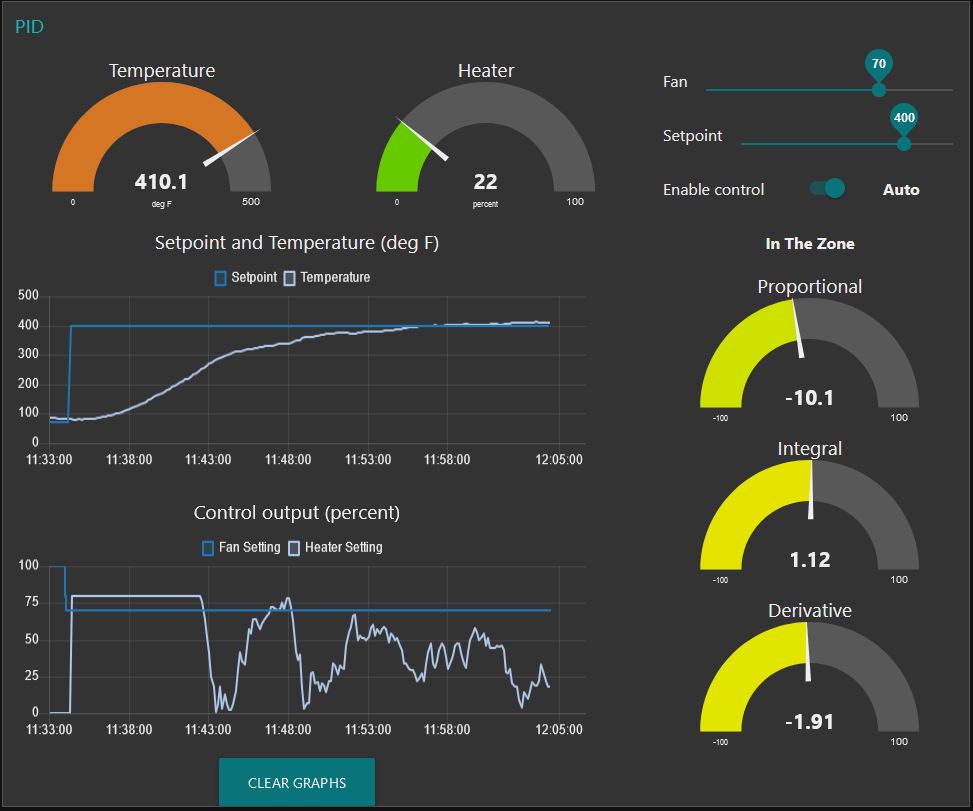 PID
Temperature
410.1
0
deg F
500
Heater
22
0
percent
100
Fan
70
Setpoint
400
Enable control
Auto
Setpoint and Temperature (deg F)
Setpoint Temperature
500
400
300
200
100
0
11:33:00 11:38:00 11:43:00 11:48:00 11:53:00 11:58:00 12:05:00
Control output (percent)
Fan Setting Heater Setting
100
75
50
25
0
11:33:00 11:38:00 11:43:00 11:48:00 11:53:00 11:58:00 12:05:00
CLEAR GRAPHS
In The Zone
Proportional
-10.1
-100 100
Integral
1.12
-100 100
Derivative
-1.91
-100 100